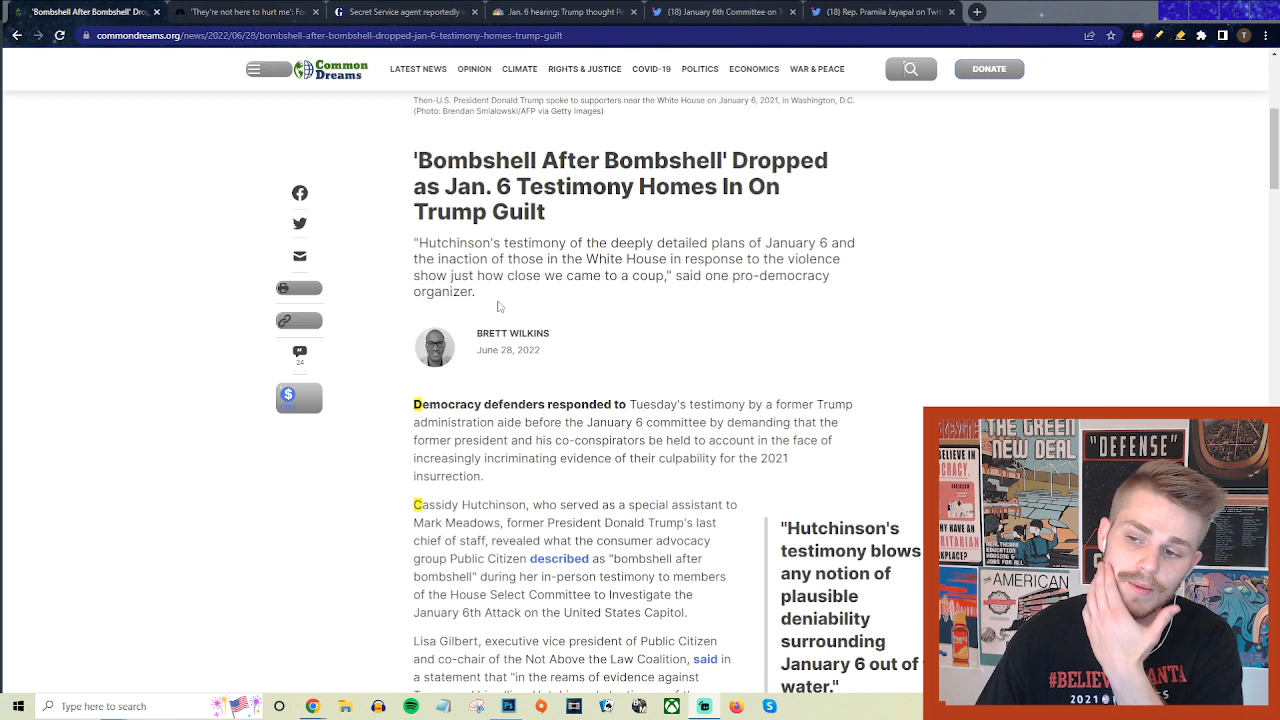 'Bombshell After Bombshell' Dropped
'They're not here to hurt me': Fo
Secret Service agent reportedly
Jan. 6 hearing: Trump thought P
(18) January 6th Committee on T
(18) Rep. Pramila Jayapal on Twit
commondreams.org/news/2022/06/28/bombshell-after-bombshell-dropped-jan-6-testimony-homes-trump-guilt
Common
Dreams
LATEST NEWS OPINION CLIMATE RIGHTS & JUSTICE COVID-19 POLITICS ECONOMICS WAR & PEACE
DONATE
Then-U.S. President Donald Trump spoke to supporters near the White House on January 6, 2021, in Washington, D.C.
(Photo: Brendan Smialowski/AFP via Getty Images)
'Bombshell After Bombshell' Dropped
as Jan. 6 Testimony Homes In On
Trump Guilt
"Hutchinson's testimony of the deeply detailed plans of January 6 and
the inaction of those in the White House in response to the violence
show just how close we came to a coup," said one pro-democracy
organizer.
BRETT WILKINS
June 28, 2022
24
Democracy defenders responded to Tuesday's testimony by a former Trump
administration aide before the January 6 committee by demanding that the
former president and his co-conspirators be held to account in the face of
increasingly incriminating evidence of their culpability for the 2021
insurrection.
Cassidy Hutchinson, who served as a special assistant to
Mark Meadows, former President Donald Trump's last
chief of staff, revealed what the consumer advocacy
group Public Citizen described as "bombshell after
bombshell" during her in-person testimony to members
of the House Select Committee to Investigate the
January 6th Attack on the United States Capitol.
Lisa Gilbert, executive vice president of Public Citizen
and co-chair of the Not Above the Law Coalition, said in
a statement that "in the reams of evidence against
"Hutchinson's
testimony blows
any notion of
plausible
deniability
surrounding
January 6 out of
water."
THE GREEN
NEW DEAL
"DEFENSE"
BELIEVE IN
HEALTHCARE
EDUCATION
HOUSING &
JOBS FOR ALL
AMERICAN
#BELIEVE
ANTA
2021
Type here to search